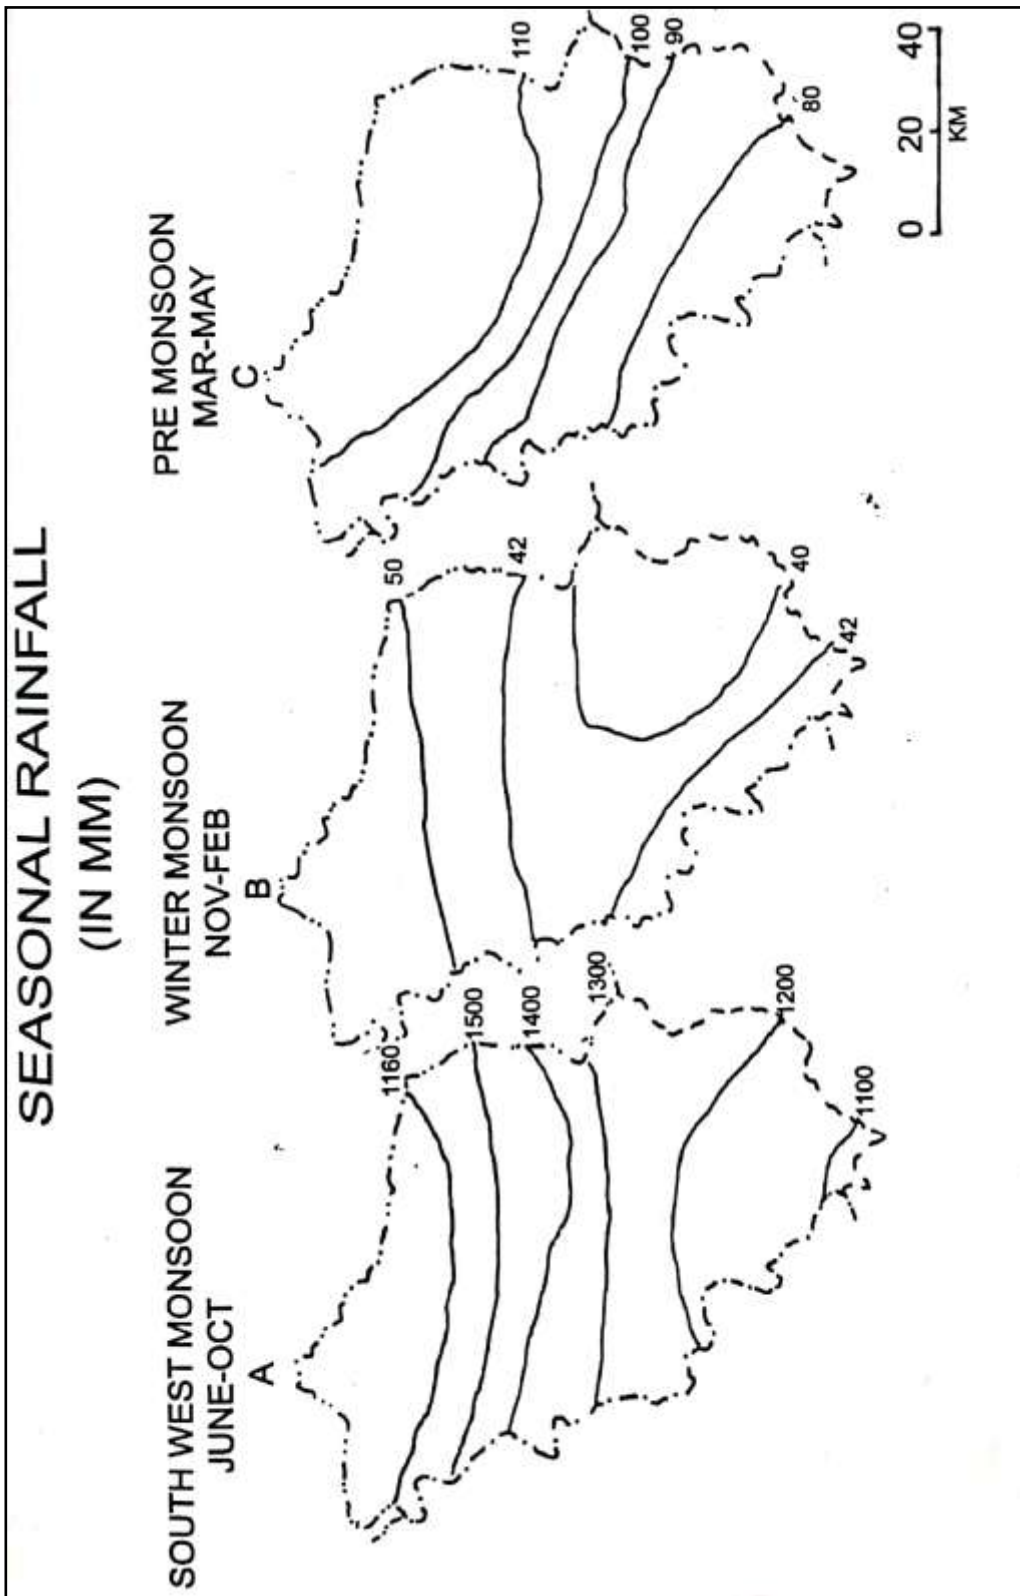 SEASONAL RAINFALL
(IN MM)
SOUTH WEST MONSOON
JUNE-OCT
A
1160
1500
1400
1300
1200
1100
WINTER MONSOON
NOV-FEB
B
50
42
40
42
PRE MONSOON
MAR-MAY
C
110
100
90
80
0 20 40
KM